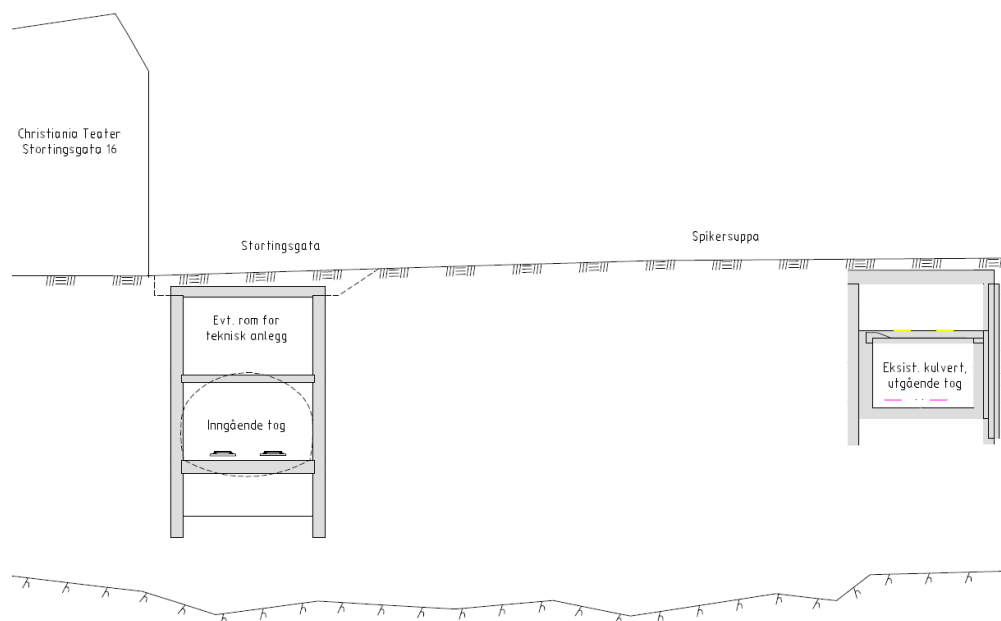 Christiania Teater
Stortingsgata 16
Stortingsgata
Spikersuppa
Evt. rom for
teknisk anlegg
Inngående tog
Eksist. kulvert,
utgående tog